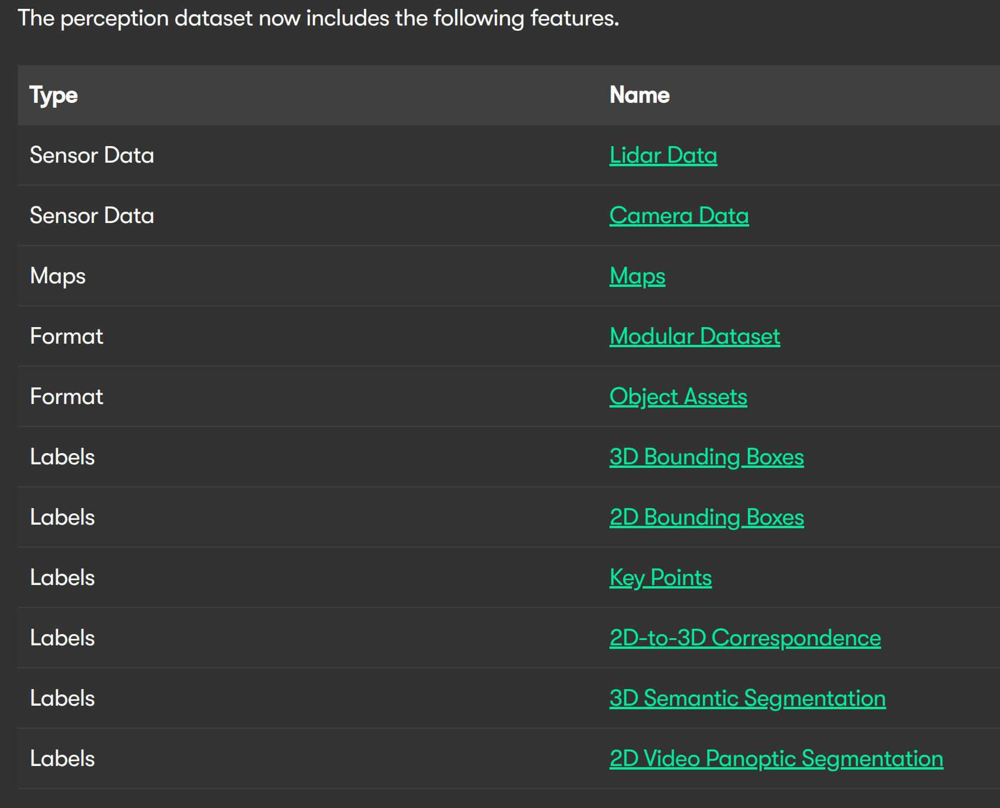 The perception dataset now includes the following features.
Type Name
Sensor Data Lidar Data
Sensor Data Camera Data
Maps Maps
Format Modular Dataset
Format Object Assets
Labels 3D Bounding Boxes
Labels 2D Bounding Boxes
Labels Key Points
Labels 2D-to-3D Correspondence
Labels 3D Semantic Segmentation
Labels 2D Video Panoptic Segmentation